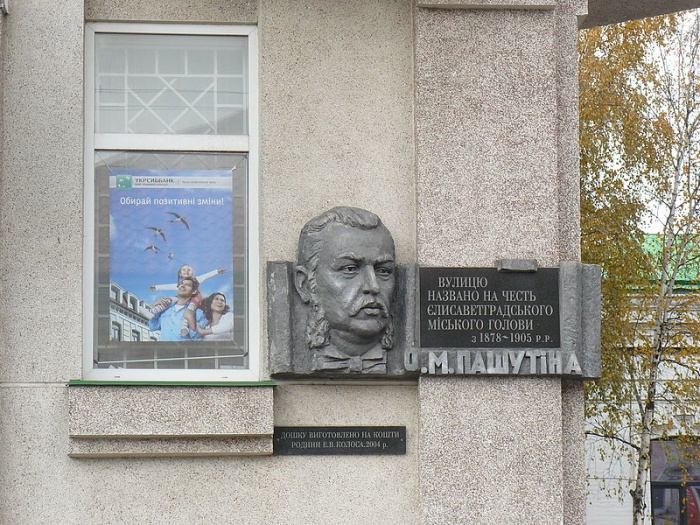 УКРСИББАНК
Обирай позитивні зміни!
ВУЛИЦЮ
НАЗВАНО НА ЧЕСТЬ
ЄЛИСАВЕТГРАДСЬКОГО
МІСЬКОГО ГОЛОВИ
з 1878~1905 р.р.
О.М.ПАШУТІНА
ДОШКУ ВИГОТОВЛЕНО НА КОШТИ
РОДИНИ Е.В.КОЛОСА.2004 р.